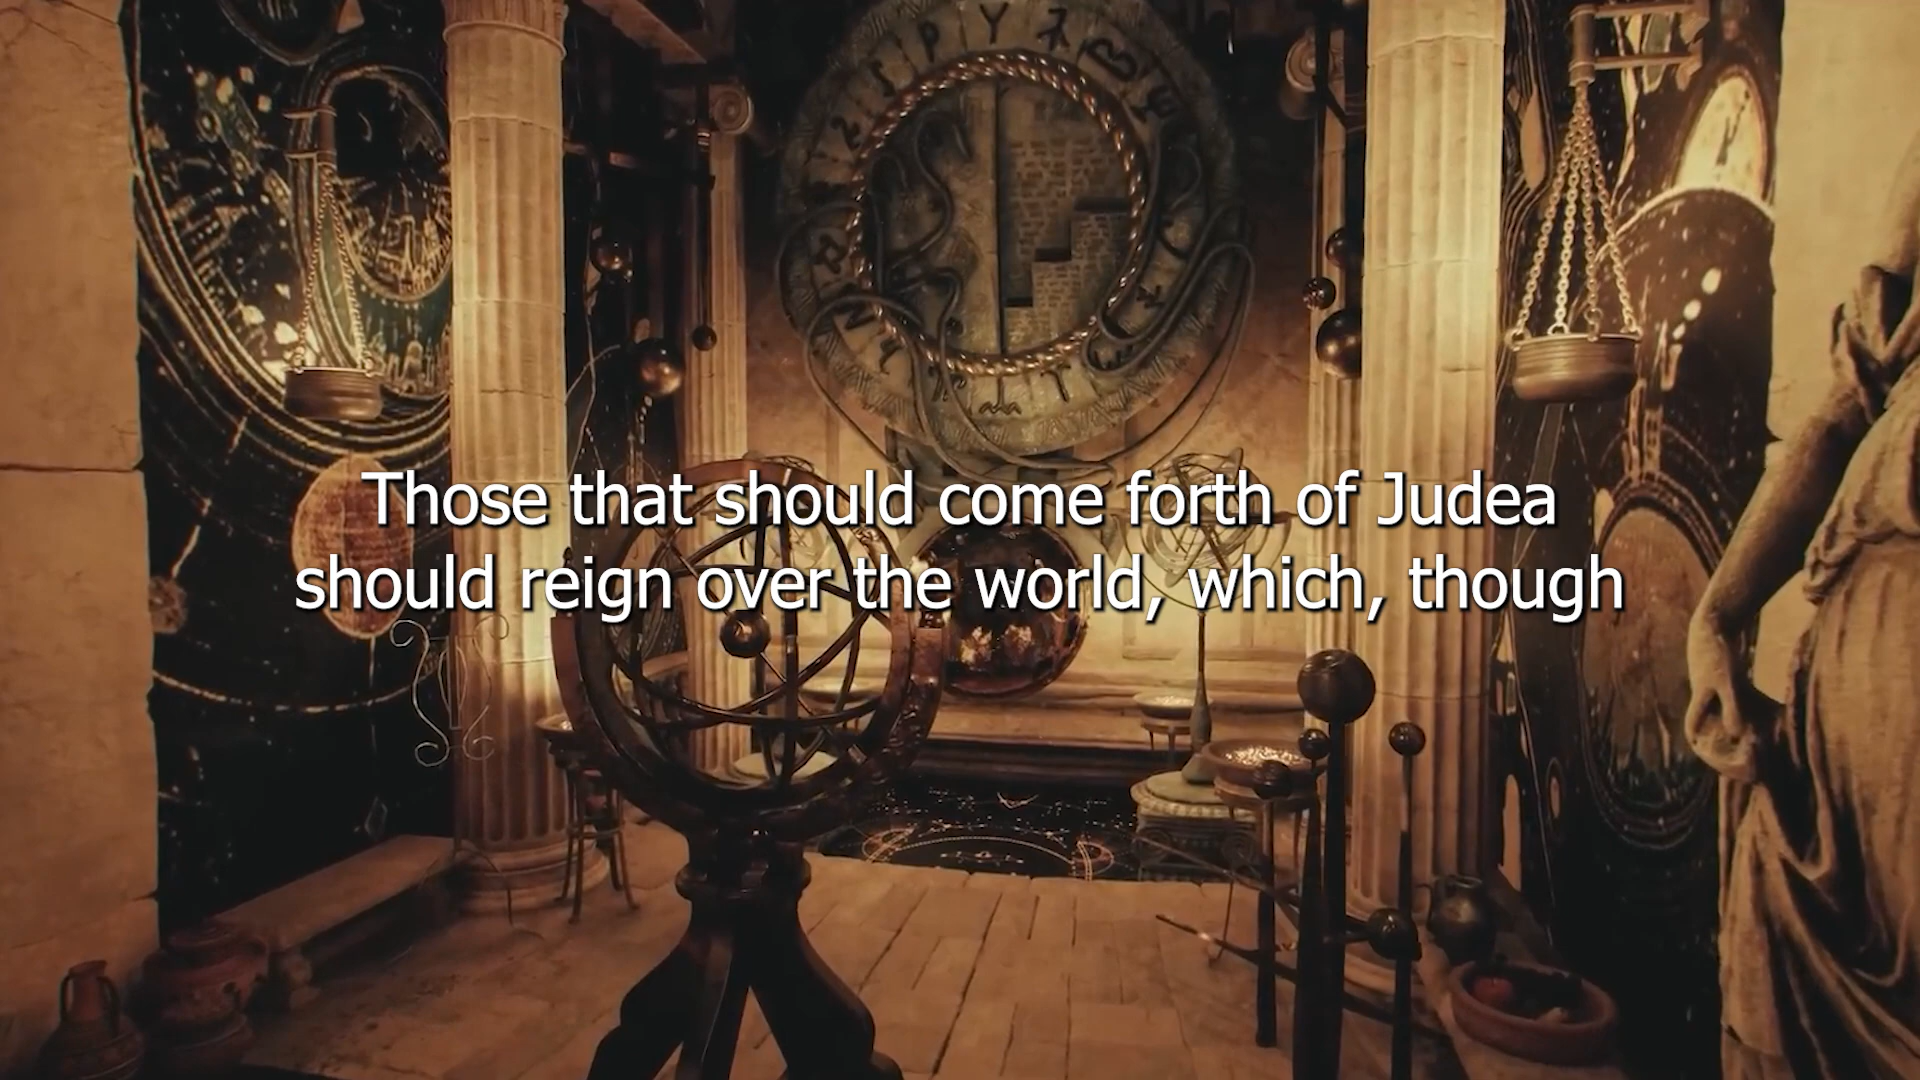 Those that should come forth of Judea
should reign over the world, which, though